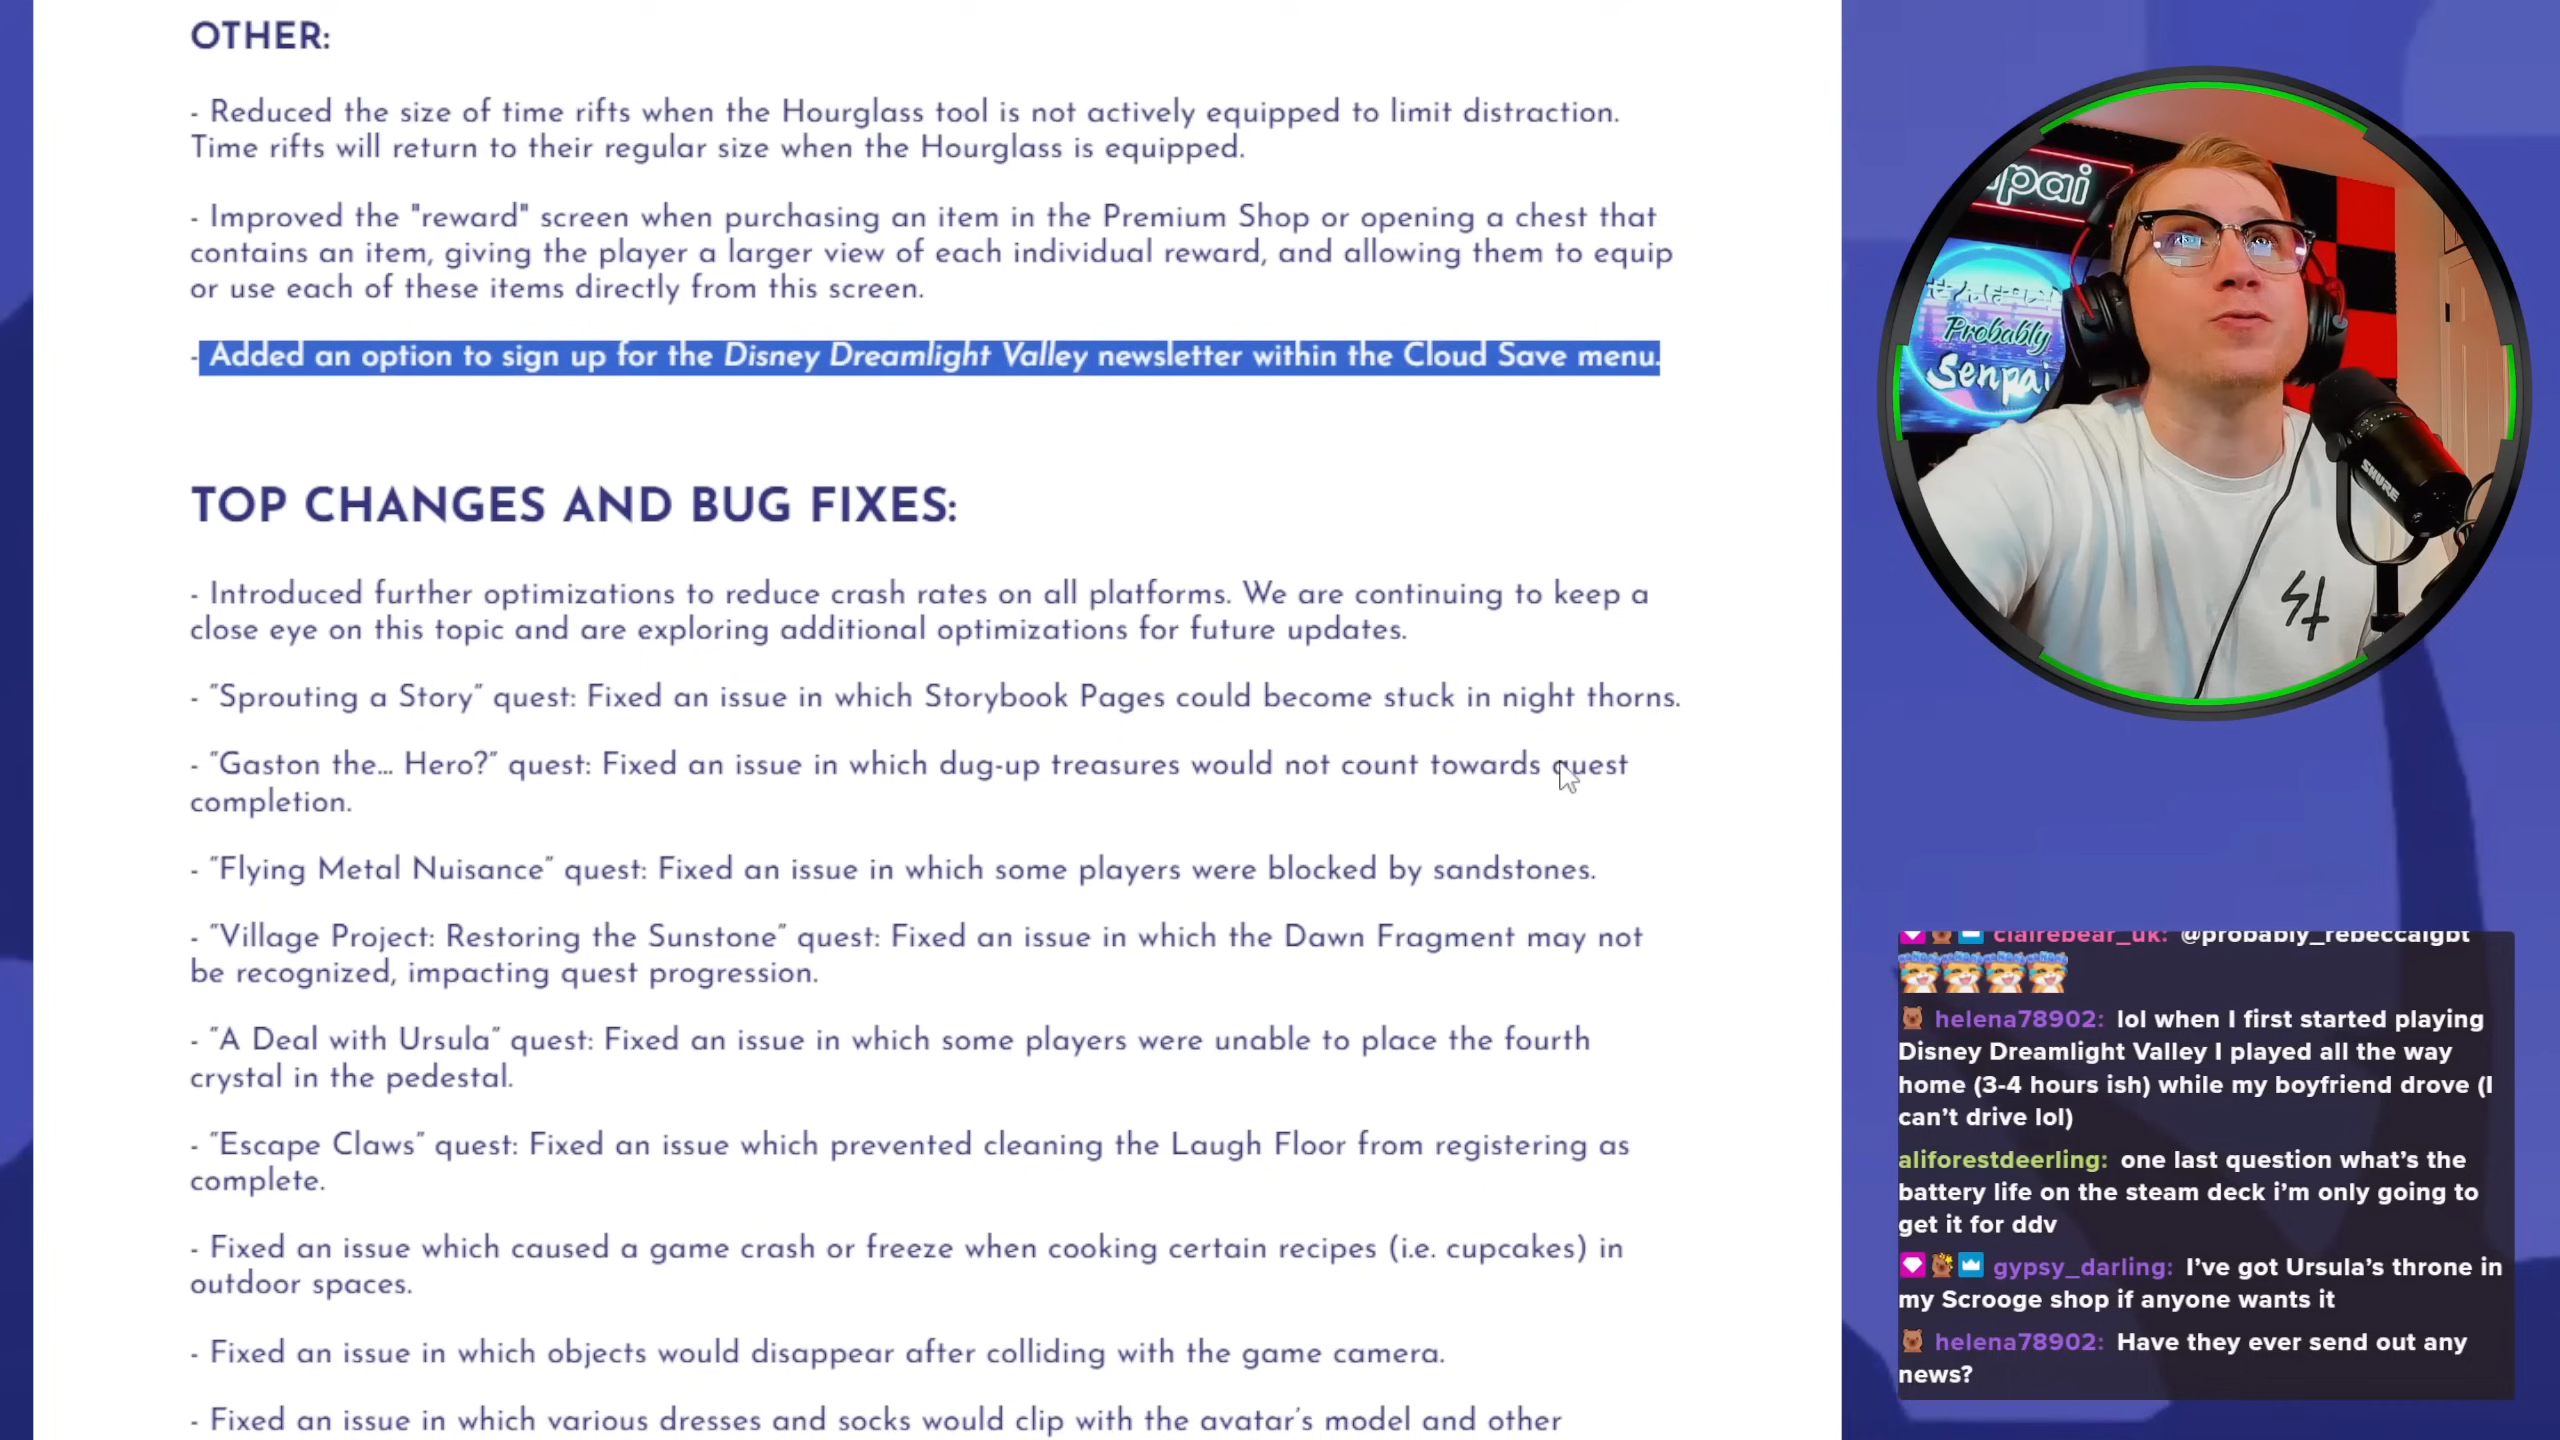 OTHER:
- Reduced the size of time rifts when the Hourglass tool is not actively equipped to limit distraction.
Time rifts will return to their regular size when the Hourglass is equipped.
- Improved the "reward" screen when purchasing an item in the Premium Shop or opening a chest that
contains an item, giving the player a larger view of each individual reward, and allowing them to equip
or use each of these items directly from this screen.
- Added an option to sign up for the Disney Dreamlight Valley newsletter within the Cloud Save menu.
TOP CHANGES AND BUG FIXES:
- Introduced further optimizations to reduce crash rates on all platforms. We are continuing to keep a
close eye on this topic and are exploring additional optimizations for future updates.
- “Sprouting a Story” quest: Fixed an issue in which Storybook Pages could become stuck in night thorns.
- “Gaston the... Hero?” quest: Fixed an issue in which dug-up treasures would not count towards quest
completion.
- “Flying Metal Nuisance” quest: Fixed an issue in which some players were blocked by sandstones.
- “Village Project: Restoring the Sunstone” quest: Fixed an issue in which the Dawn Fragment may not
be recognized, impacting quest progression.
- “A Deal with Ursula” quest: Fixed an issue in which some players were unable to place the fourth
crystal in the pedestal.
- “Escape Claws” quest: Fixed an issue which prevented cleaning the Laugh Floor from registering as
complete.
- Fixed an issue which caused a game crash or freeze when cooking certain recipes (i.e. cupcakes) in
outdoor spaces.
- Fixed an issue in which objects would disappear after colliding with the game camera.
- Fixed an issue in which various dresses and socks would clip with the avatar’s model and other
pai
Probably
Senpai
SHURE
clairebear_uk: @probably_rebeccalgbt
helena78902: lol when I first started playing
Disney Dreamlight Valley I played all the way
home (3-4 hours ish) while my boyfriend drove (I
can’t drive lol)
aliforestdeerling: one last question what’s the
battery life on the steam deck i’m only going to
get it for ddv
gypsy_darling: I’ve got Ursula’s throne in
my Scrooge shop if anyone wants it
helena78902: Have they ever send out any
news?